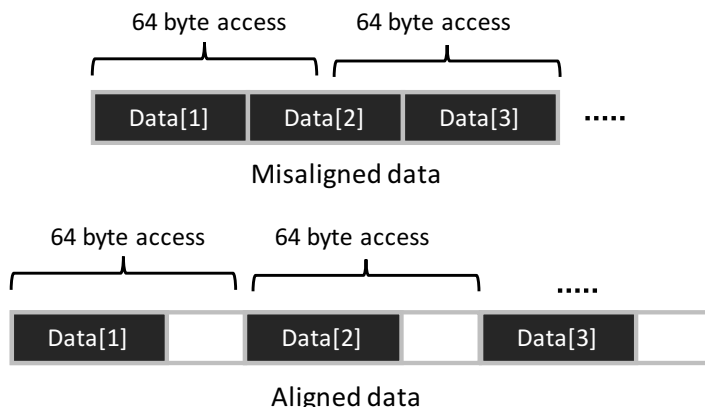 64 byte access 64 byte access
Data[1] Data[2] Data[3] .....
Misaligned data
64 byte access 64 byte access
.....
Data[1] Data[2] Data[3]
Aligned data